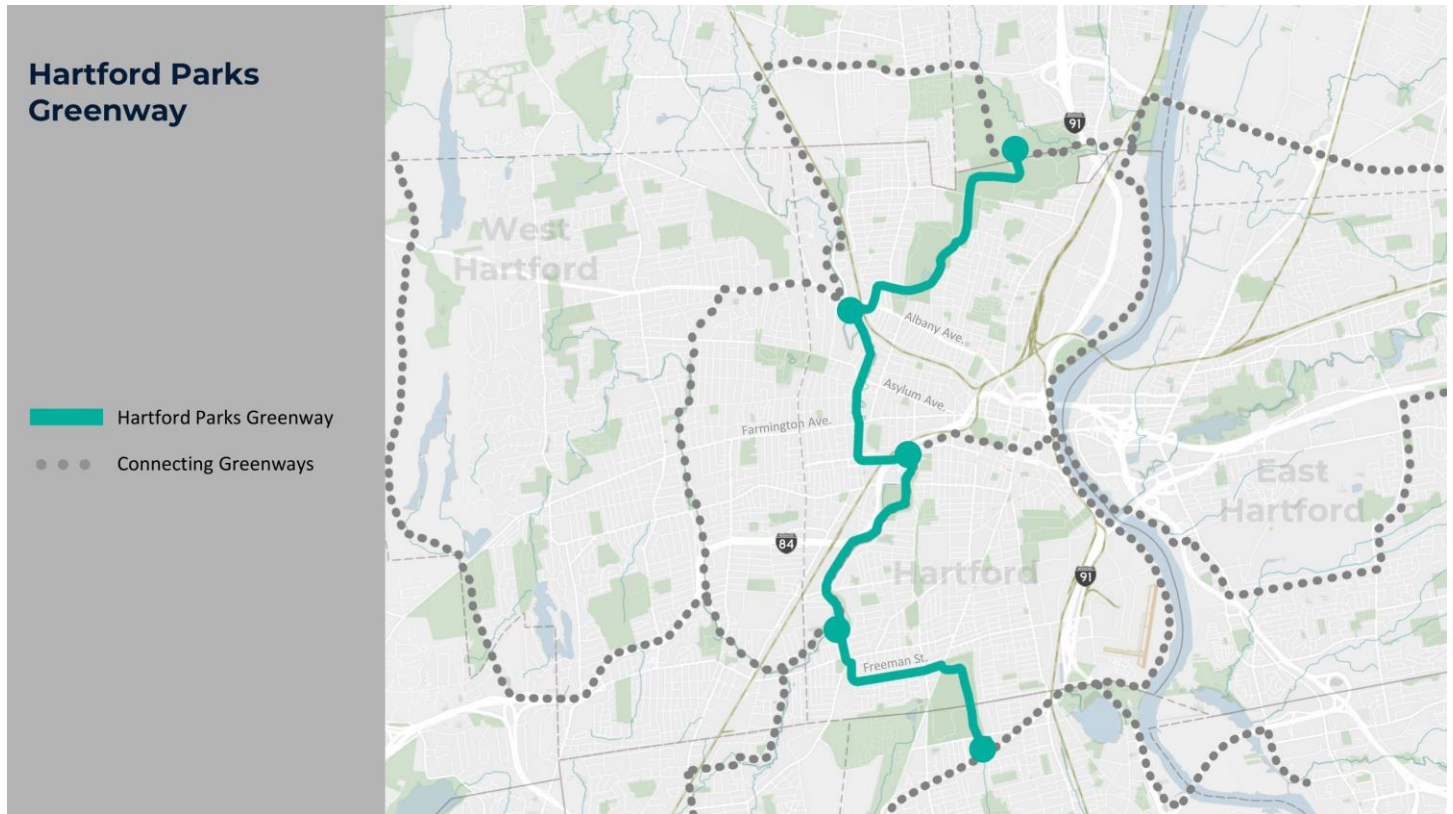 Hartford Parks
Greenway
Hartford Parks Greenway
Connecting Greenways
91
West
Hartford
Albany Ave.
Asylum Ave.
Farmington Ave.
East
Hartford
84
Hartford
91
Freeman St.